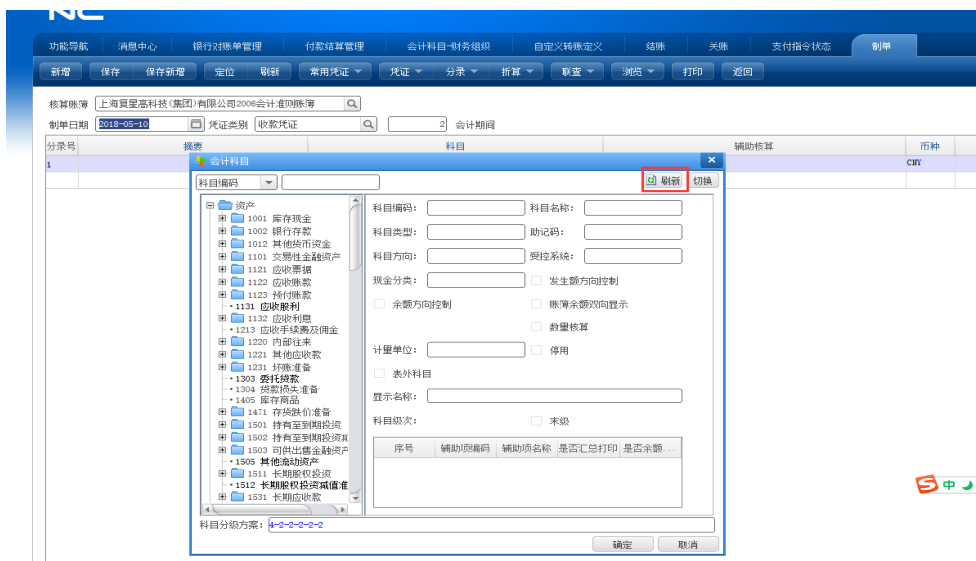 NC
功能导航 消息中心 银行对账单管理 付款结算管理 会计科目-财务组织 自定义转账定义 结账 关账 支付指令状态 制单
新增 保存 保存新增 定位 刷新 常用凭证 凭证 分录 折算 联查 浏览 打印 返回
核算账簿 上海复星高科技(集团)有限公司2006会计准则账簿
制单日期 2018-05-10 凭证类别 收款凭证 2 会计期间
分录号 摘要 科目 辅助核算 币种
1 CNY
会计科目
科目编码 刷新 切换
资产
1001 库存现金
1002 银行存款
1012 其他货币资金
1101 交易性金融资产
1121 应收票据
1122 应收账款
1123 预付账款
1131 应收股利
1132 应收利息
1213 应收手续费及佣金
1220 内部往来
1221 其他应收款
1231 坏账准备
1303 委托贷款
1304 贷款损失准备
1405 库存商品
1471 存货跌价准备
1501 持有至到期投资
1502 持有至到期投资减
1503 可供出售金融资产
1505 其他流动资产
1511 长期股权投资
1512 长期股权投资减值准
1531 长期应收款
科目编码: 科目名称:
科目类型: 助记码:
科目方向: 受控系统:
现金分类: 发生额方向控制
余额方向控制 账簿余额双向显示
数量核算
计量单位: 停用
表外科目
显示名称:
科目级次: 末级
序号 辅助项编码 辅助项名称 是否汇总打印 是否余额...
科目分级方案: 4-2-2-2-2-2
确定 取消
S 中